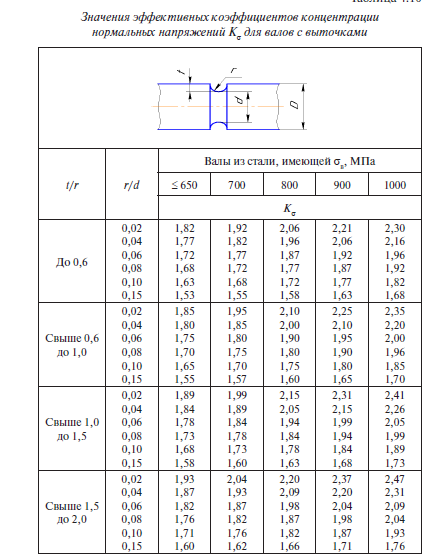 Значения эффективных коэффициентов концентрации
нормальных напряжений Kσ для валов с выточками
t r d D
t/r r/d Валы из стали, имеющей σв, МПа
≤ 650 700 800 900 1000
Kσ
До 0,6
0,02 1,82 1,92 2,06 2,21 2,30
0,04 1,77 1,82 1,96 2,06 2,16
0,06 1,72 1,77 1,87 1,92 1,96
0,08 1,68 1,72 1,77 1,87 1,92
0,10 1,63 1,68 1,72 1,77 1,82
0,15 1,53 1,55 1,58 1,63 1,68
Свыше 0,6
до 1,0
0,02 1,85 1,95 2,10 2,25 2,35
0,04 1,80 1,85 2,00 2,10 2,20
0,06 1,75 1,80 1,90 1,95 2,00
0,08 1,70 1,75 1,80 1,90 1,96
0,10 1,65 1,70 1,75 1,80 1,85
0,15 1,55 1,57 1,60 1,65 1,70
Свыше 1,0
до 1,5
0,02 1,89 1,99 2,15 2,31 2,41
0,04 1,84 1,89 2,05 2,15 2,26
0,06 1,78 1,84 1,94 1,99 2,05
0,08 1,73 1,78 1,84 1,94 1,99
0,10 1,68 1,73 1,78 1,84 1,89
0,15 1,58 1,60 1,63 1,68 1,73
Свыше 1,5
до 2,0
0,02 1,93 2,04 2,20 2,37 2,47
0,04 1,87 1,93 2,09 2,20 2,31
0,06 1,82 1,87 1,98 2,04 2,09
0,08 1,76 1,82 1,87 1,98 2,04
0,10 1,71 1,76 1,82 1,87 1,93
0,15 1,60 1,62 1,66 1,71 1,76